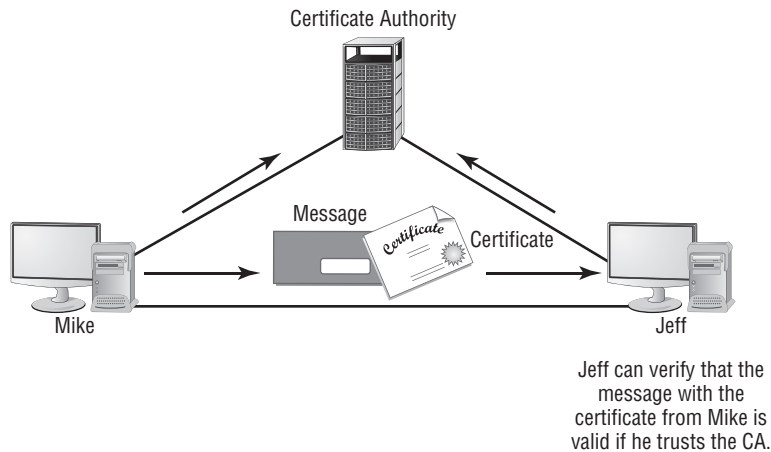 Certificate Authority
Message
Certificate
Certificate
Mike
Jeff
Jeff can verify that the
message with the
certificate from Mike is
valid if he trusts the CA.